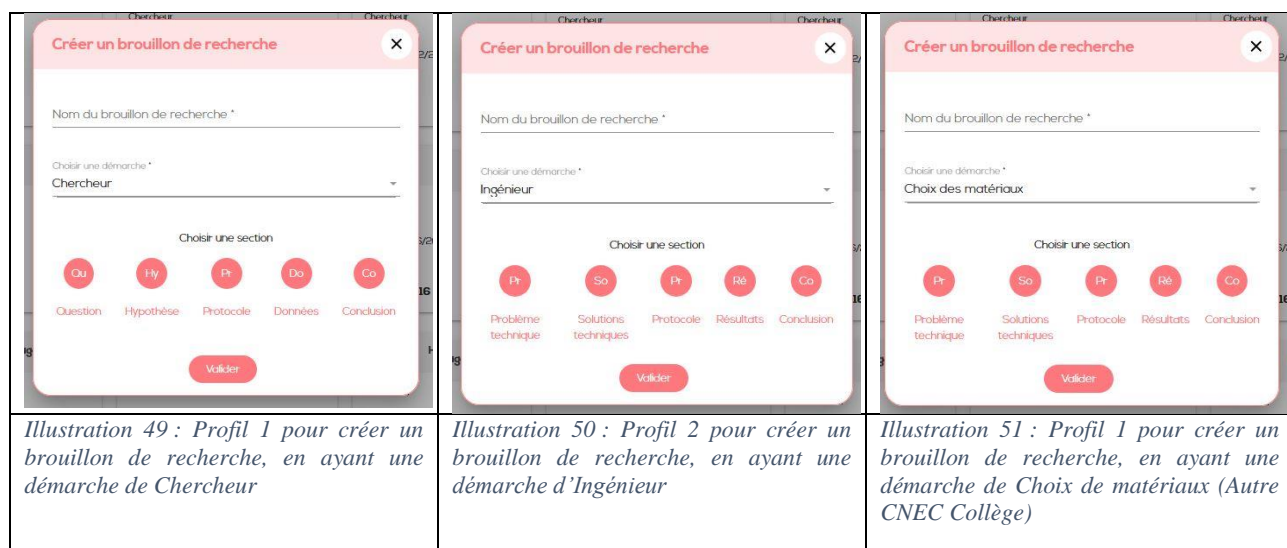 Chercheur
Chercheur
Créer un brouillon de recherche
Nom du brouillon de recherche *
Choisir une démarche *
Chercheur
Choisir une section
Qu
Hy
Pr
Do
Co
Question
Hypothèse
Protocole
Données
Conclusion
Valider
16
Illustration 49 : Profil 1 pour créer un
brouillon de recherche, en ayant une
démarche de Chercheur
Chercheur
Chercheur
Créer un brouillon de recherche
Nom du brouillon de recherche *
Choisir une démarche *
Ingénieur
Choisir une section
Pr
So
Pr
Ré
Co
Problème
technique
Solutions
techniques
Protocole
Résultats
Conclusion
Valider
Illustration 50 : Profil 2 pour créer un
brouillon de recherche, en ayant une
démarche d’Ingénieur
Chercheur
Chercheur
Créer un brouillon de recherche
Nom du brouillon de recherche *
Choisir une démarche *
Choix des matériaux
Choisir une section
Pr
So
Pr
Ré
Co
Problème
technique
Solutions
techniques
Protocole
Résultats
Conclusion
Valider
Illustration 51 : Profil 1 pour créer un
brouillon de recherche, en ayant une
démarche de Choix de matériaux (Autre
CNEC Collège)